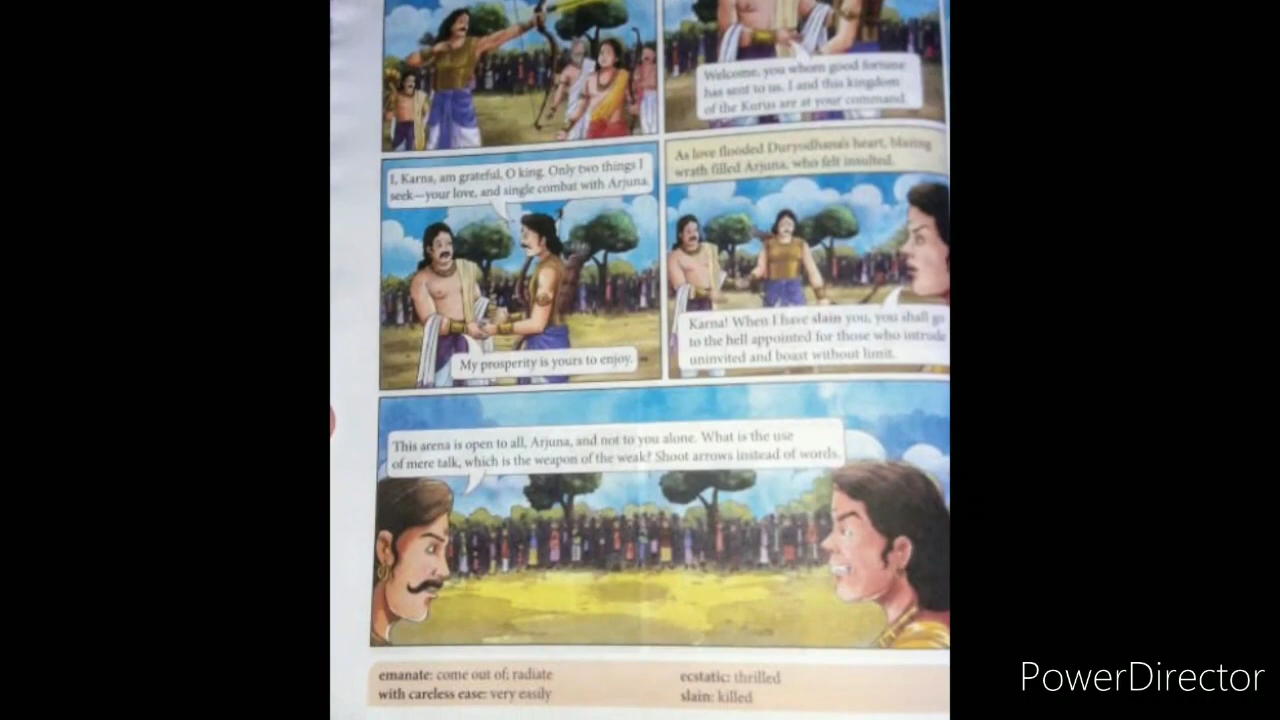 Welcome, you whom good fortune
has sent to us. I and this kingdom
of the Kurus are at your command.
I, Karna, am grateful, O king. Only two things I
seek—your love, and single combat with Arjuna.
My prosperity is yours to enjoy.
As love flooded Duryodhana's heart, blazing
wrath filled Arjuna, who felt insulted.
Karna! When I have slain you, you shall go
to the hell appointed for those who intrude
uninvited and boast without limit.
This arena is open to all, Arjuna, and not to you alone. What is the use
of mere talk, which is the weapon of the weak? Shoot arrows instead of words.
emanate: come out of; radiate
with careless ease: very easily
ecstatic: thrilled
slain: killed
PowerDirector